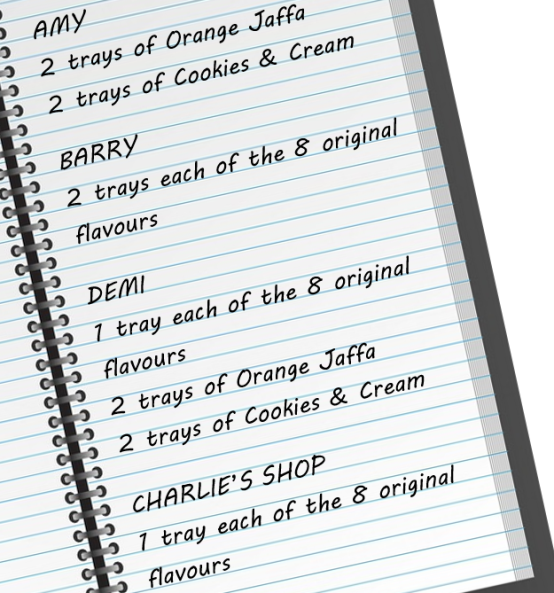 AMY
2 trays of Orange Jaffa
2 trays of Cookies & Cream
BARRY
2 trays each of the 8 original
flavours
DEMI
1 tray each of the 8 original
flavours
2 trays of Orange Jaffa
2 trays of Cookies & Cream
CHARLIE'S SHOP
1 tray each of the 8 original
flavours